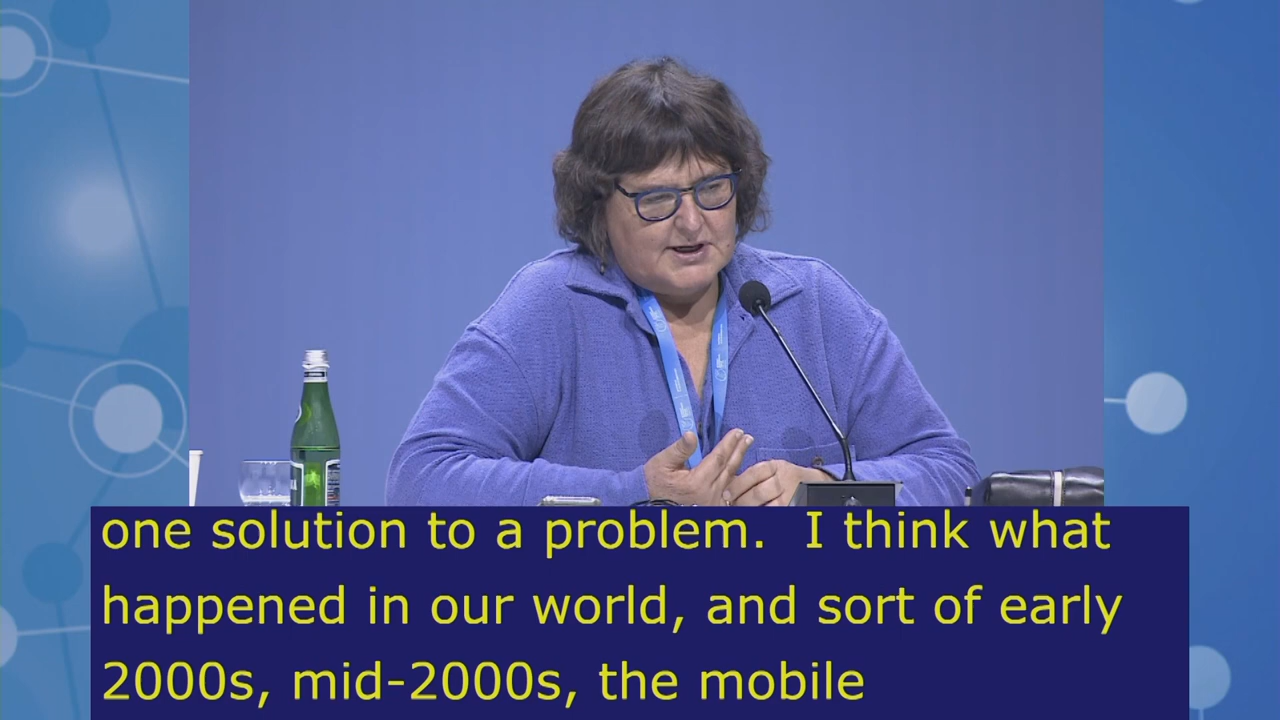 one solution to a problem.  I think what
happened in our world, and sort of early
2000s, mid-2000s, the mobile